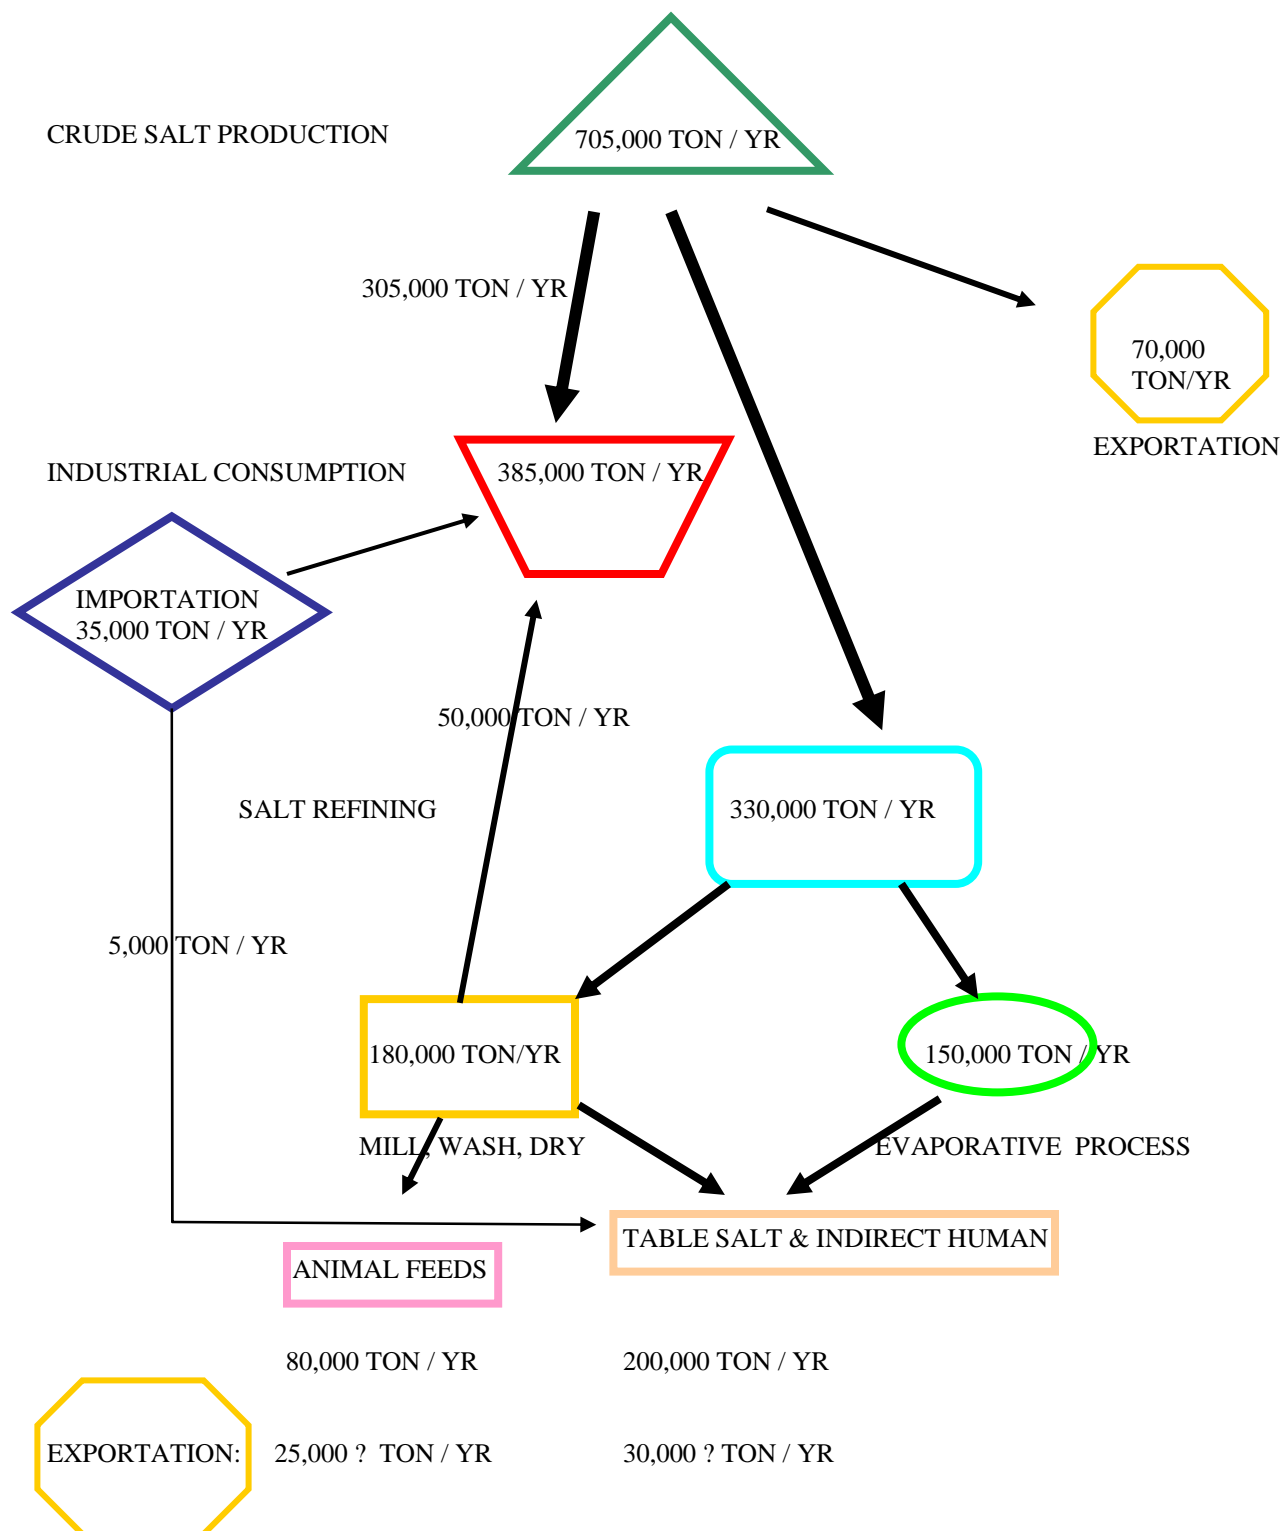 CRUDE SALT PRODUCTION
705,000 TON / YR
305,000 TON / YR
70,000
TON/YR
EXPORTATION
INDUSTRIAL CONSUMPTION
385,000 TON / YR
IMPORTATION
35,000 TON / YR
50,000 TON / YR
SALT REFINING
330,000 TON / YR
5,000 TON / YR
180,000 TON/YR
150,000 TON / YR
MILL, WASH, DRY
EVAPORATIVE PROCESS
TABLE SALT & INDIRECT HUMAN
ANIMAL FEEDS
80,000 TON / YR
200,000 TON / YR
EXPORTATION:
25,000 ? TON / YR
30,000 ? TON / YR